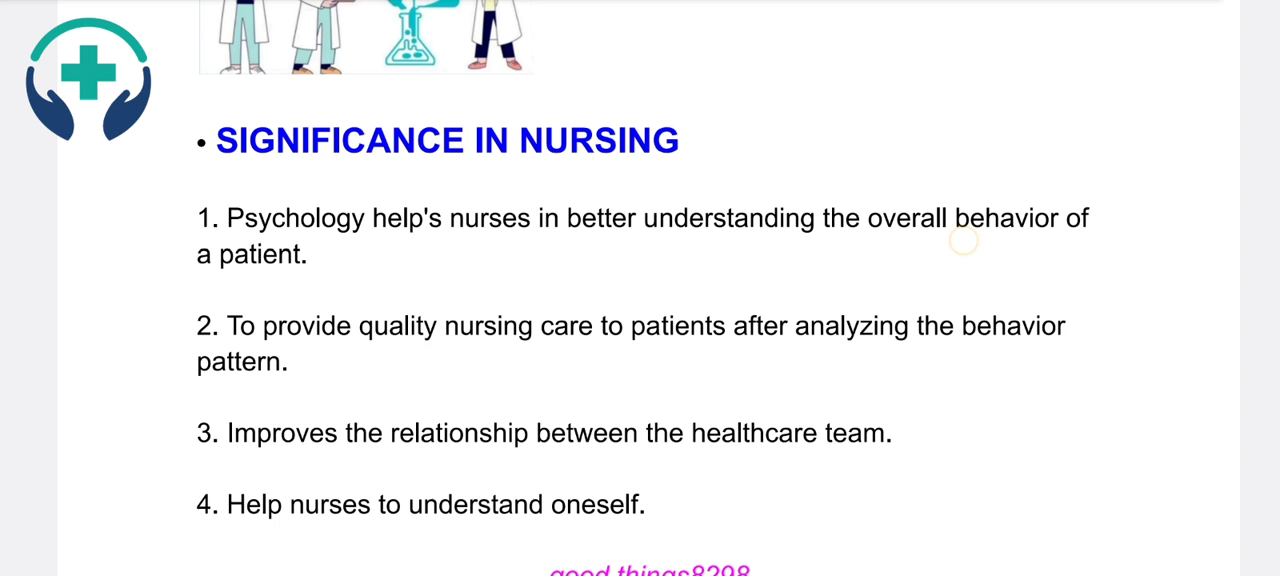 • SIGNIFICANCE IN NURSING
1. Psychology help's nurses in better understanding the overall behavior of
a patient.
2. To provide quality nursing care to patients after analyzing the behavior
pattern.
3. Improves the relationship between the healthcare team.
4. Help nurses to understand oneself.
good things8298